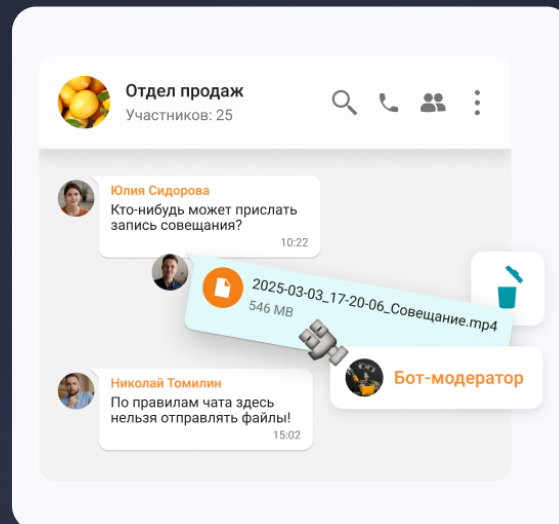 Отдел продаж
Участников: 25
Юлия Сидорова
Кто-нибудь может прислать
запись совещания?
10:22
2025-03-03_17-20-06_Совещание.mp4
546 MB
Бот-модератор
Николай Томилин
По правилам чата здесь
нельзя отправлять файлы!
15:02